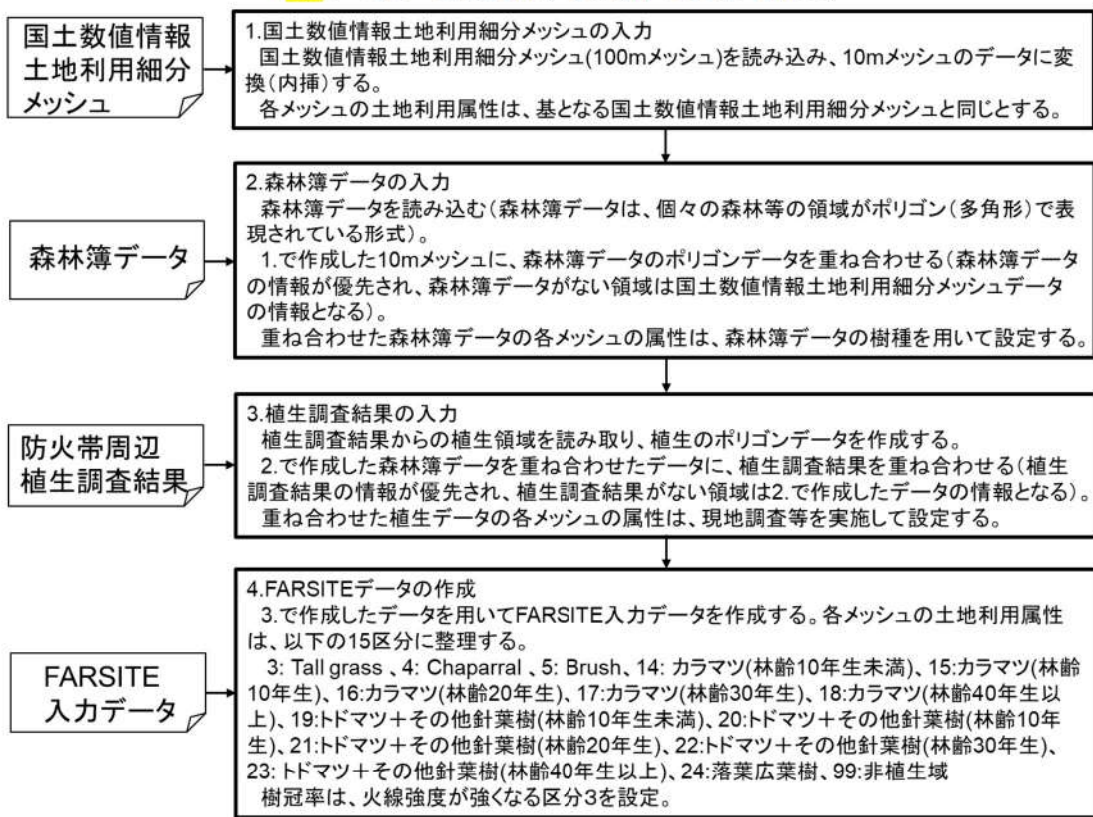 国土数値情報
土地利用細分
メッシュ
1.国土数値情報土地利用細分メッシュの入力
国土数値情報土地利用細分メッシュ(100mメッシュ)を読み込み、10mメッシュのデータに変
換(内挿)する。
各メッシュの土地利用属性は、基となる国土数値情報土地利用細分メッシュと同じとする。
森林簿データ
2.森林簿データの入力
森林簿データを読み込む(森林簿データは、個々の森林等の領域がポリゴン(多角形)で表
現されている形式)。
1.で作成した10mメッシュに、森林簿データのポリゴンデータを重ね合わせる(森林簿データ
の情報が優先され、森林簿データがない領域は国土数値情報土地利用細分メッシュデータ
の情報となる)。
重ね合わせた森林簿データの各メッシュの属性は、森林簿データの樹種を用いて設定する。
防火帯周辺
植生調査結果
3.植生調査結果の入力
植生調査結果からの植生領域を読み取り、植生のポリゴンデータを作成する。
2.で作成した森林簿データを重ね合わせたデータに、植生調査結果を重ね合わせる(植生
調査結果の情報が優先され、植生調査結果がない領域は2.で作成したデータの情報となる)。
重ね合わせた植生データの各メッシュの属性は、現地調査等を実施して設定する。
FARSITE
入力データ
4.FARSITEデータの作成
3.で作成したデータを用いてFARSITE入力データを作成する。各メッシュの土地利用属性
は、以下の15区分に整理する。
3: Tall grass 、4: Chaparral 、5: Brush、14: カラマツ(林齢10年生未満)、15:カラマツ(林齢
10年生)、16:カラマツ(林齢20年生)、17:カラマツ(林齢30年生)、18:カラマツ(林齢40年生以
上)、19:トドマツ+その他針葉樹(林齢10年生未満)、20:トドマツ+その他針葉樹(林齢10年
生)、21:トドマツ+その他針葉樹(林齢20年生)、22:トドマツ+その他針葉樹(林齢30年生)、
23: トドマツ+その他針葉樹(林齢40年生以上)、24:落葉広葉樹、99:非植生域
樹冠率は、火線強度が強くなる区分3を設定。